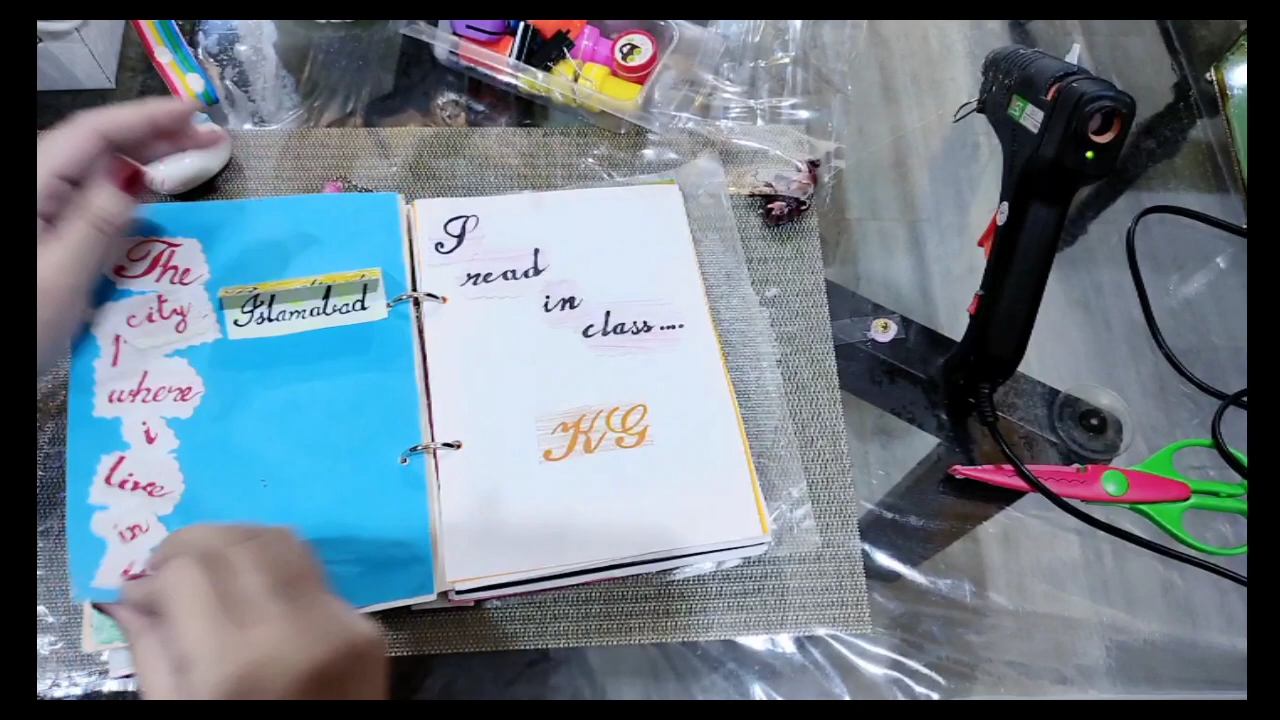 The
city
I
where
i
live
in
Islamabad
I
read
in
class....
KG